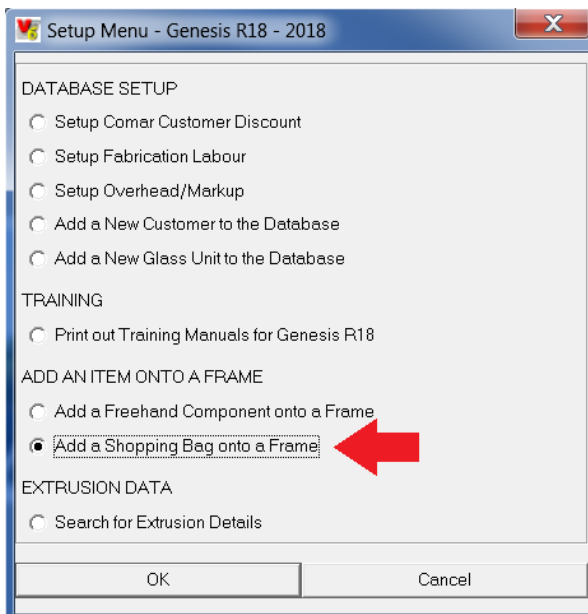 Setup Menu - Genesis R18 - 2018
DATABASE SETUP
Setup Comar Customer Discount
Setup Fabrication Labour
Setup Overhead/Markup
Add a New Customer to the Database
Add a New Glass Unit to the Database
TRAINING
Print out Training Manuals for Genesis R18
ADD AN ITEM ONTO A FRAME
Add a Freehand Component onto a Frame
Add a Shopping Bag onto a Frame
EXTRUSION DATA
Search for Extrusion Details
OK Cancel